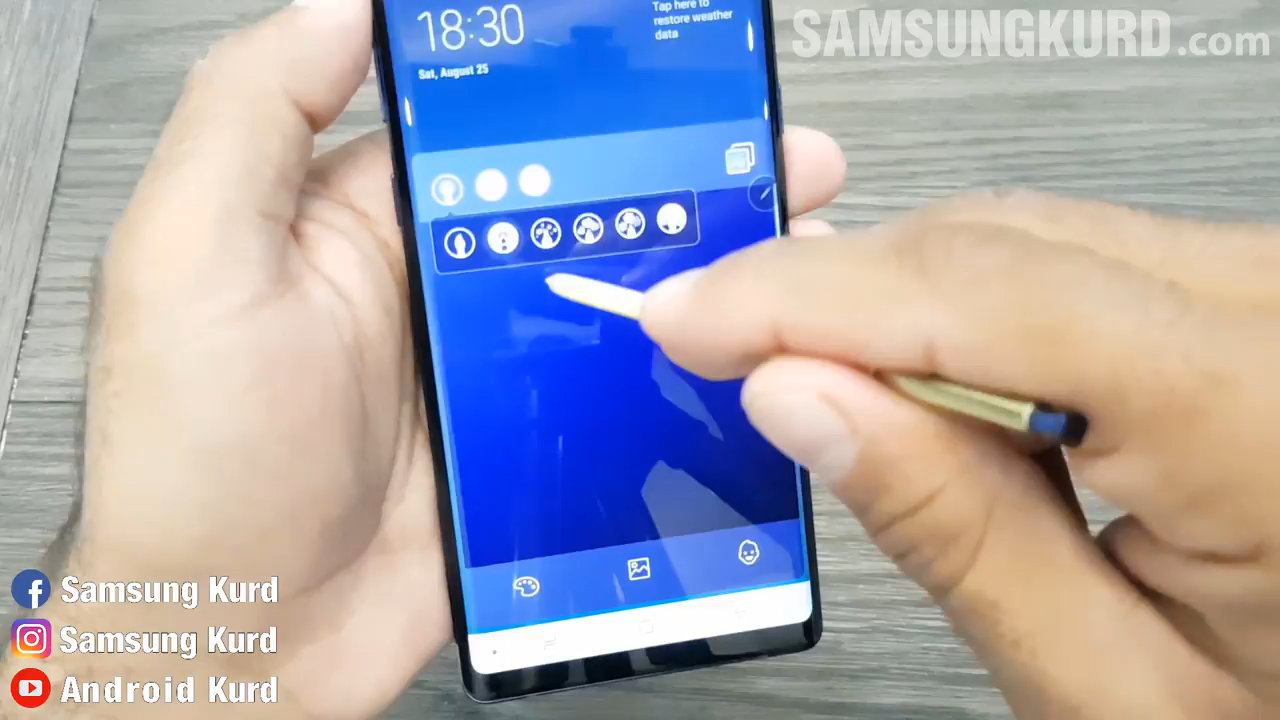 SAMSUNGKURD.com
18:30
Tap here to
restore weather
data
Sat, August 25
Samsung Kurd
Samsung Kurd
Android Kurd